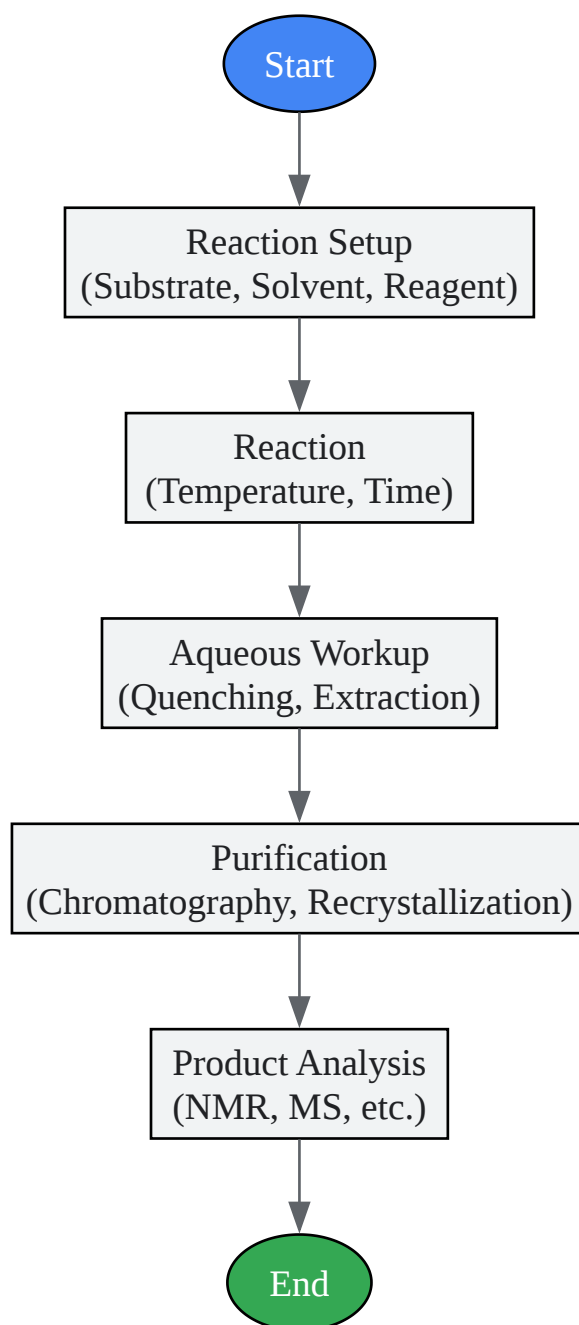 Start
Reaction Setup
(Substrate, Solvent, Reagent)
Reaction
(Temperature, Time)
Aqueous Workup
(Quenching, Extraction)
Purification
(Chromatography, Recrystallization)
Product Analysis
(NMR, MS, etc.)
End